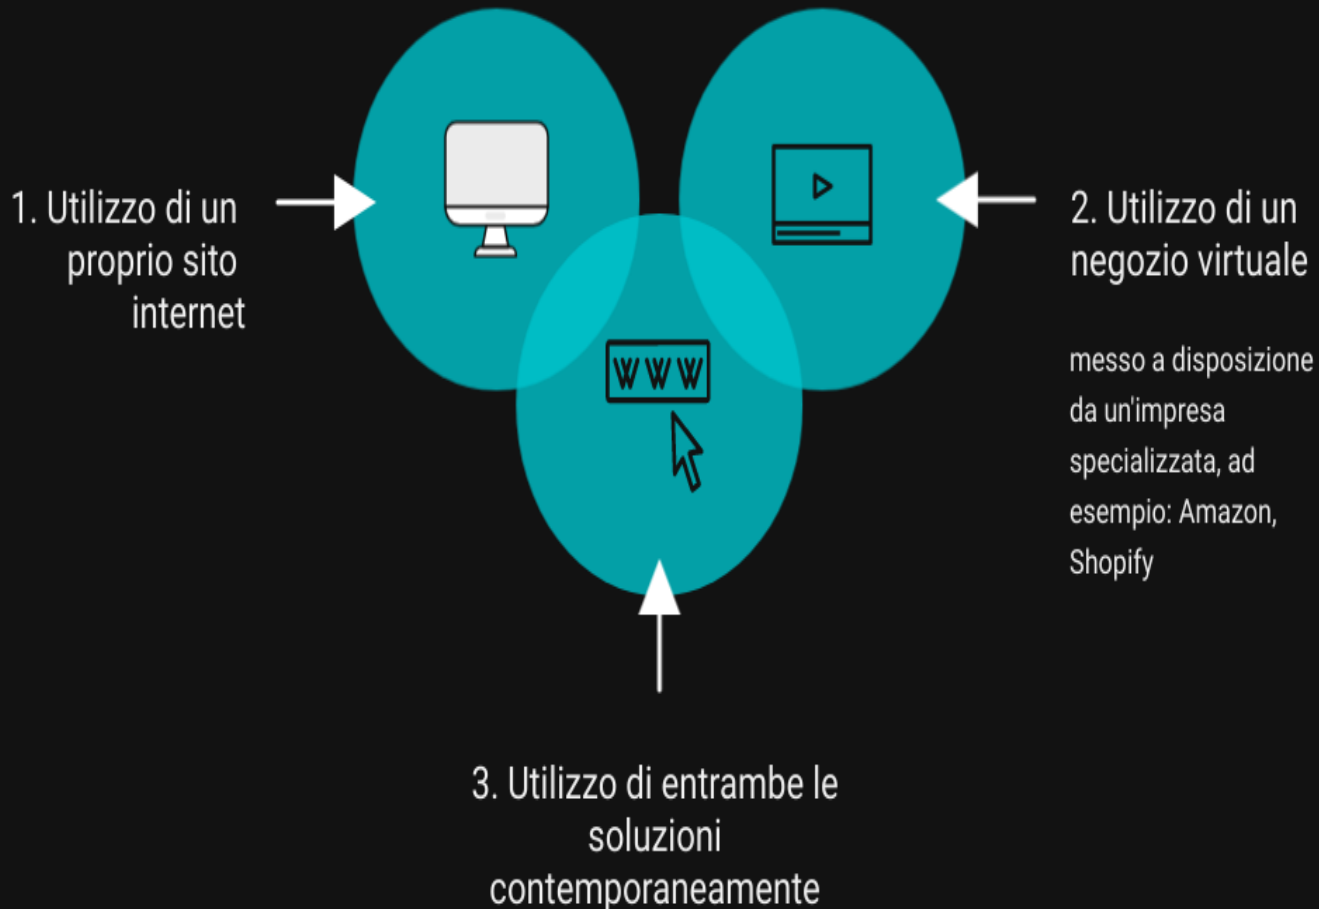 1. Utilizzo di un
proprio sito
internet
2. Utilizzo di un
negozio virtuale
messo a disposizione
da un'impresa
specializzata, ad
esempio: Amazon,
Shopify
WWW
3. Utilizzo di entrambe le
soluzioni
contemporaneamente